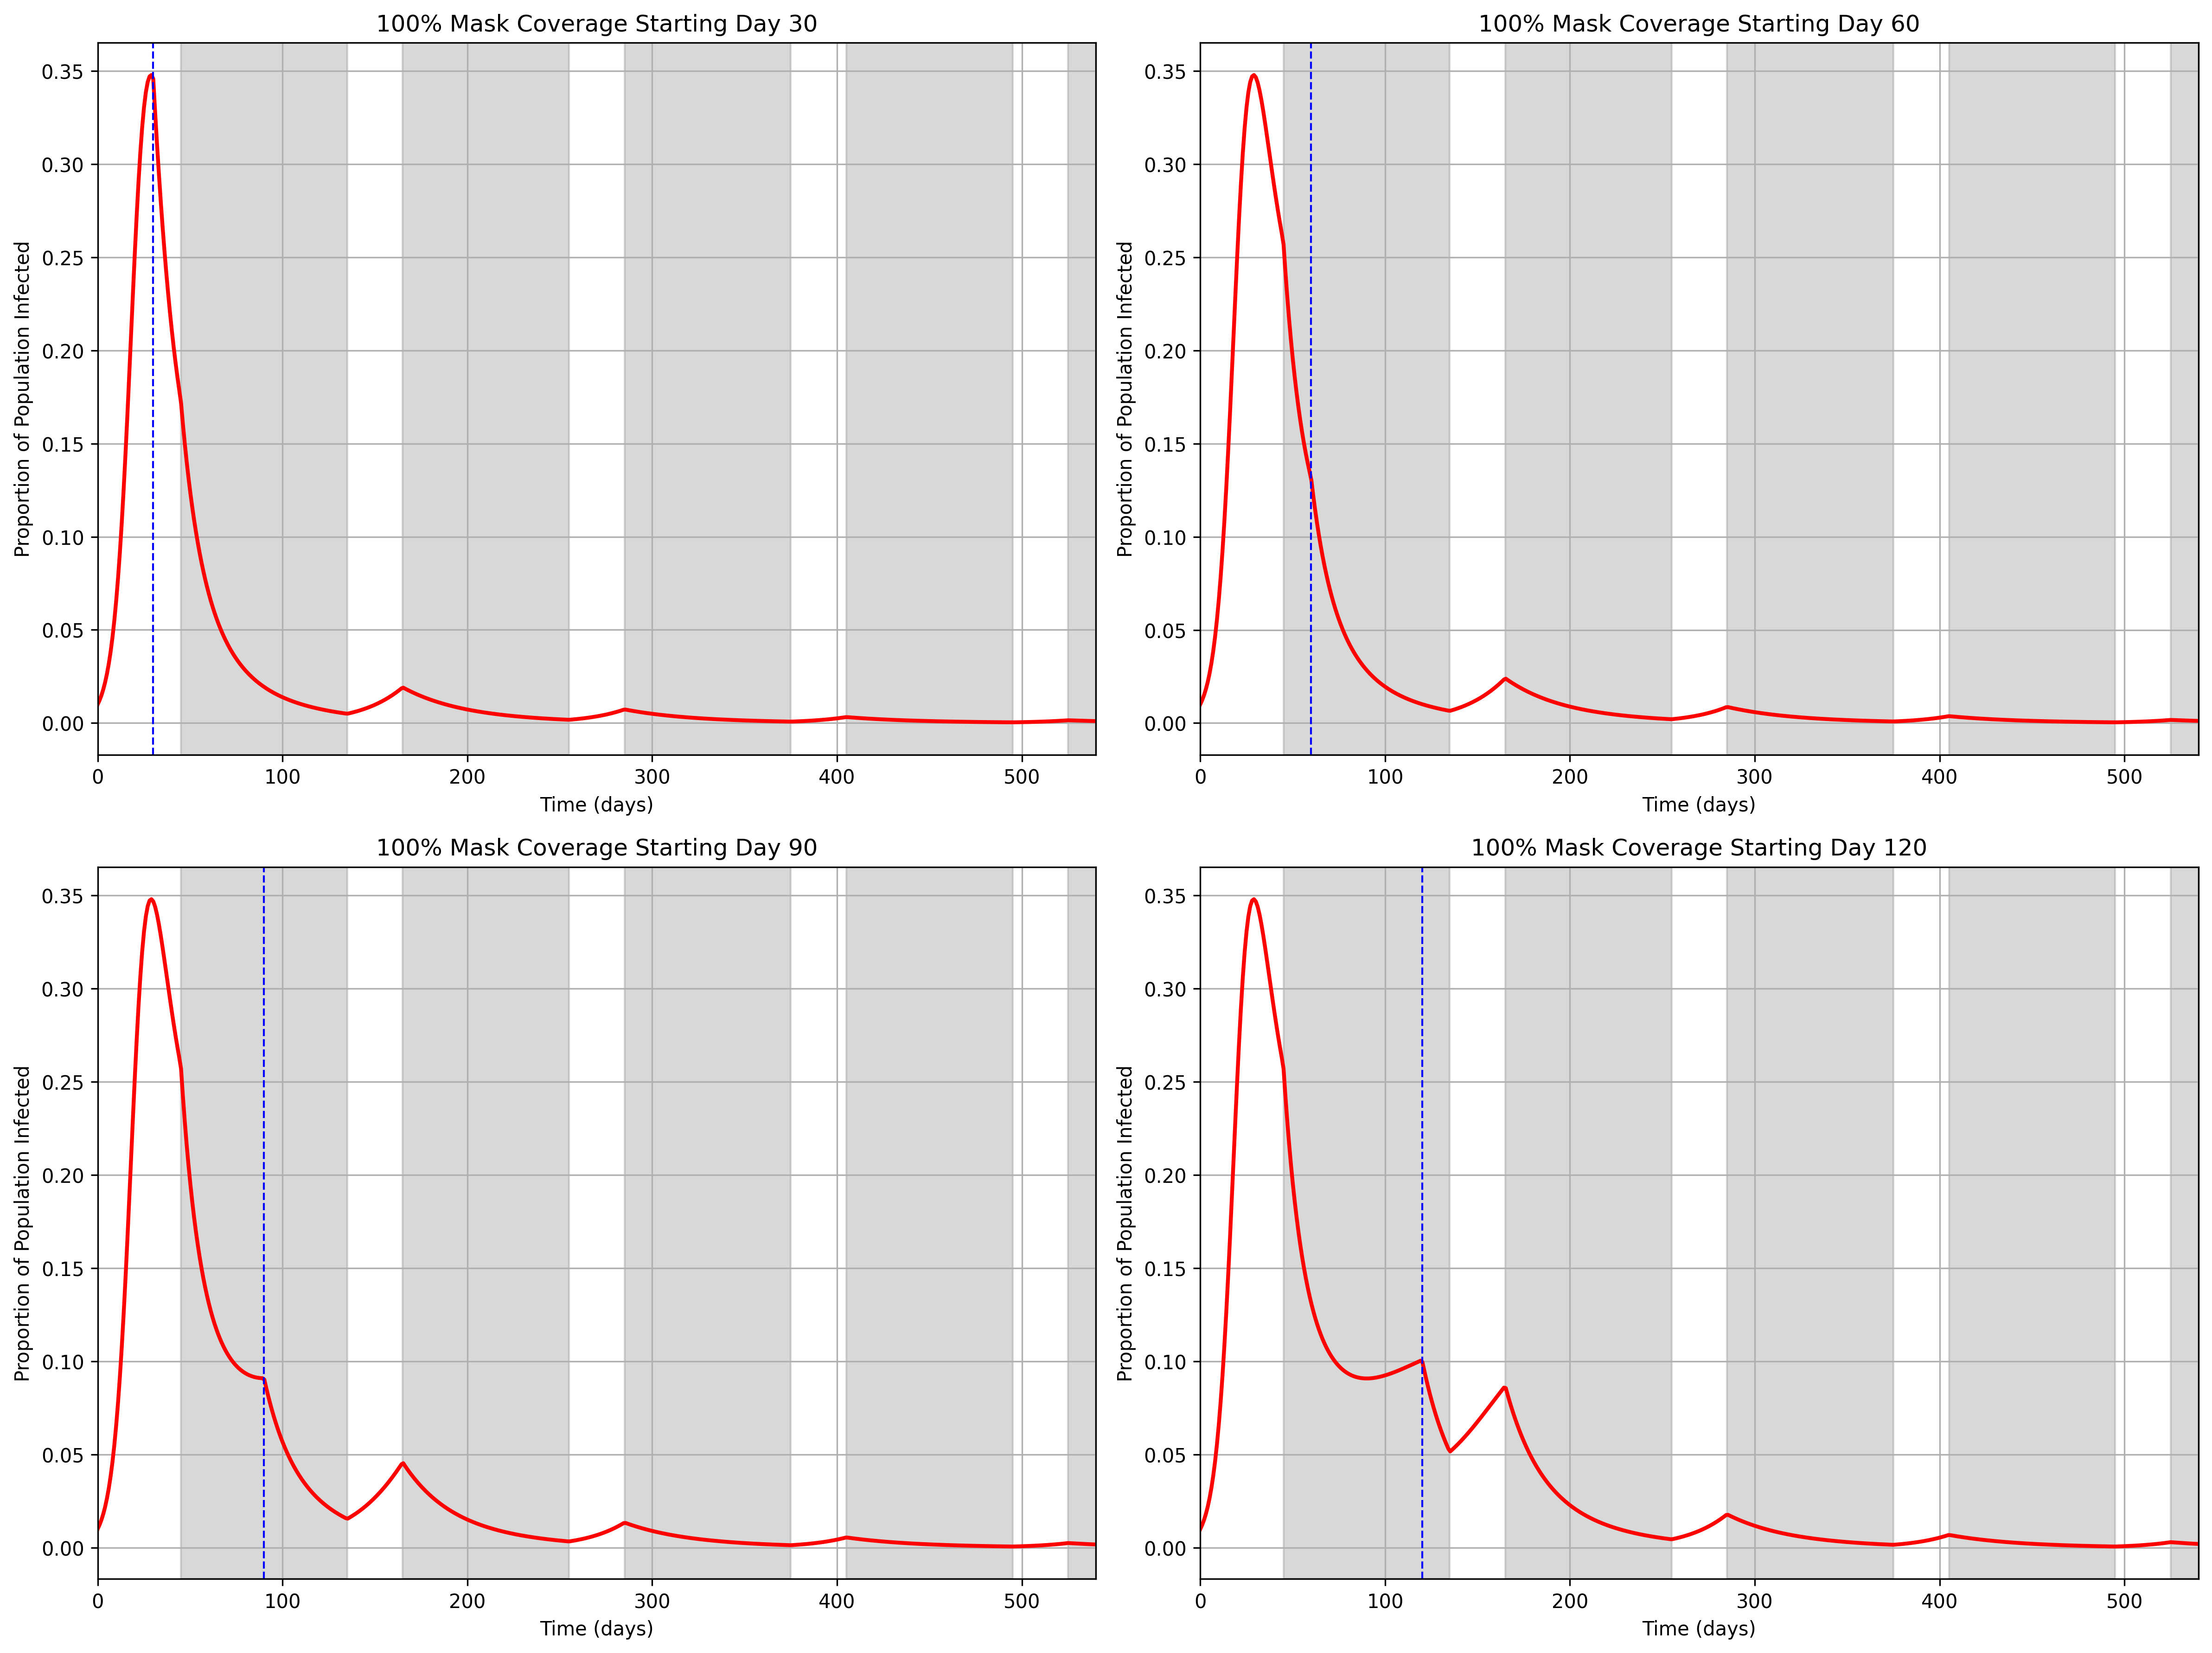 100% Mask Coverage Starting Day 30
0.35
0.30
0.25
0.20
0.15
0.10
0.05
0.00
Proportion of Population Infected
0 100 200 300 400 500
Time (days)
100% Mask Coverage Starting Day 60
0.35
0.30
0.25
0.20
0.15
0.10
0.05
0.00
Proportion of Population Infected
0 100 200 300 400 500
Time (days)
100% Mask Coverage Starting Day 90
0.35
0.30
0.25
0.20
0.15
0.10
0.05
0.00
Proportion of Population Infected
0 100 200 300 400 500
Time (days)
100% Mask Coverage Starting Day 120
0.35
0.30
0.25
0.20
0.15
0.10
0.05
0.00
Proportion of Population Infected
0 100 200 300 400 500
Time (days)